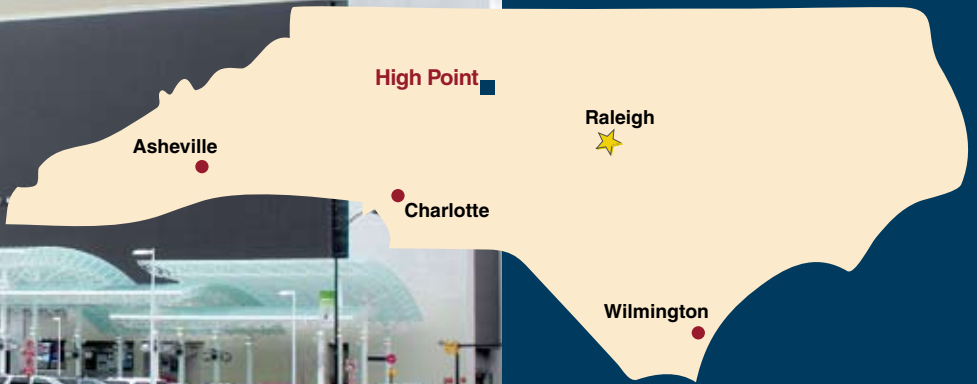 High Point
Raleigh
Asheville
Charlotte
Wilmington